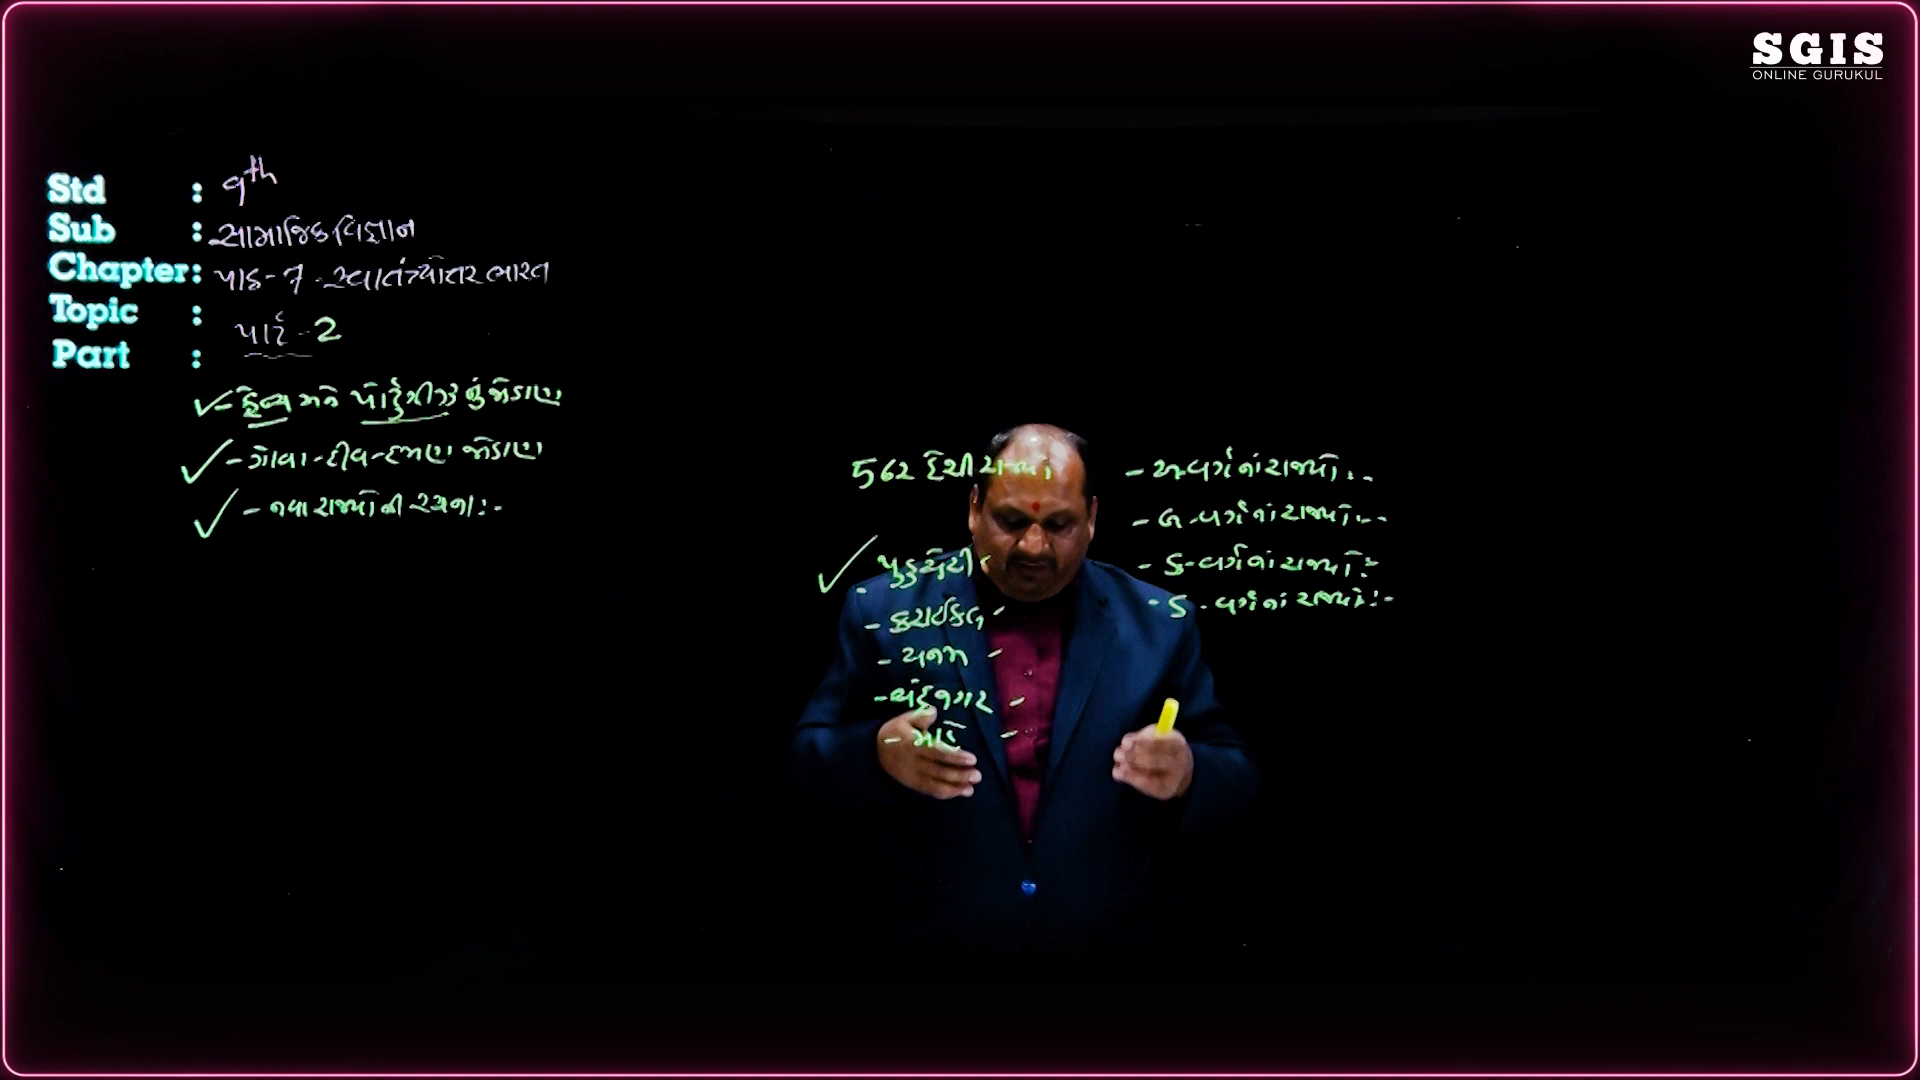 SGIS
ONLINE GURUKUL
Std : 9th
Sub : સામાજિક વિજ્ઞાન
Chapter : પાઠ-7 - સ્વાતંત્ર્યોત્તર ભારત
Topic :
Part : પાર્ટ - 2
- ફ્રેન્ચ અને પોર્ટુગીઝનું જોડાણ
- ગોવા-દીવ-દમણ જોડાણ
- નવા રાજ્યોની રચના :-
562 દેશી રાજ્યો
- પુડુચેરી
- કરાઈકલ
- યનમ
- ચંદ્રનગર
- માહે
- અ-વર્ગનાં રાજ્યો :-
- બ-વર્ગનાં રાજ્યો :-
- ક-વર્ગનાં રાજ્યો :-
- ડ-વર્ગનાં રાજ્યો :-